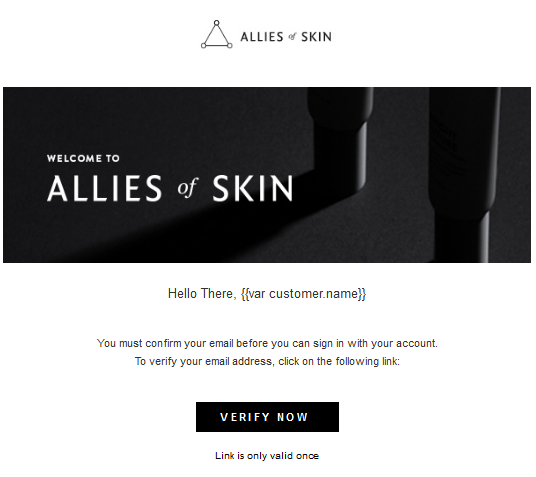 ALLIES of SKIN
WELCOME TO
ALLIES of SKIN
Hello There, {{var customer.name}}
You must confirm your email before you can sign in with your account.
To verify your email address, click on the following link:
VERIFY NOW
Link is only valid once